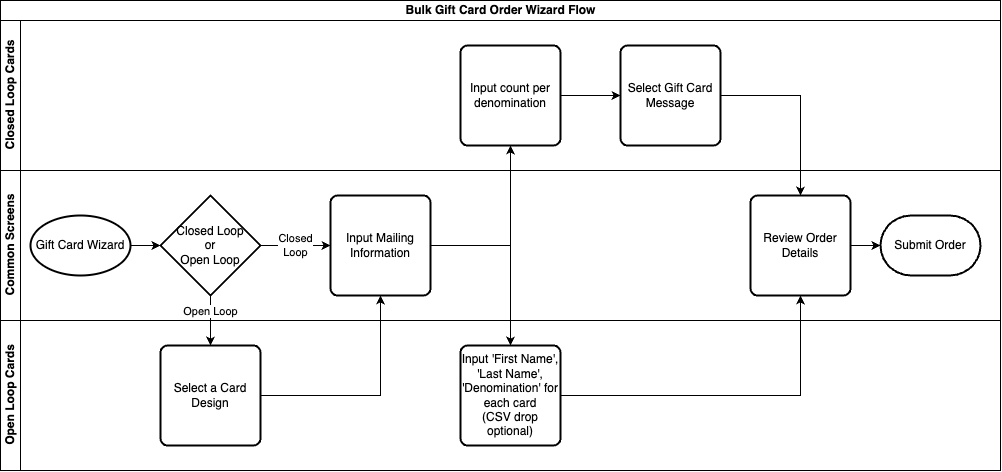 Bulk Gift Card Order Wizard Flow
Closed Loop Cards
Input count per
denomination
Select Gift Card
Message
Common Screens
Gift Card Wizard
Closed Loop
or
Open Loop
Closed
Loop
Input Mailing
Information
Review Order
Details
Submit Order
Open Loop
Open Loop Cards
Select a Card
Design
Input 'First Name',
'Last Name',
'Denomination' for
each card
(CSV drop
optional)